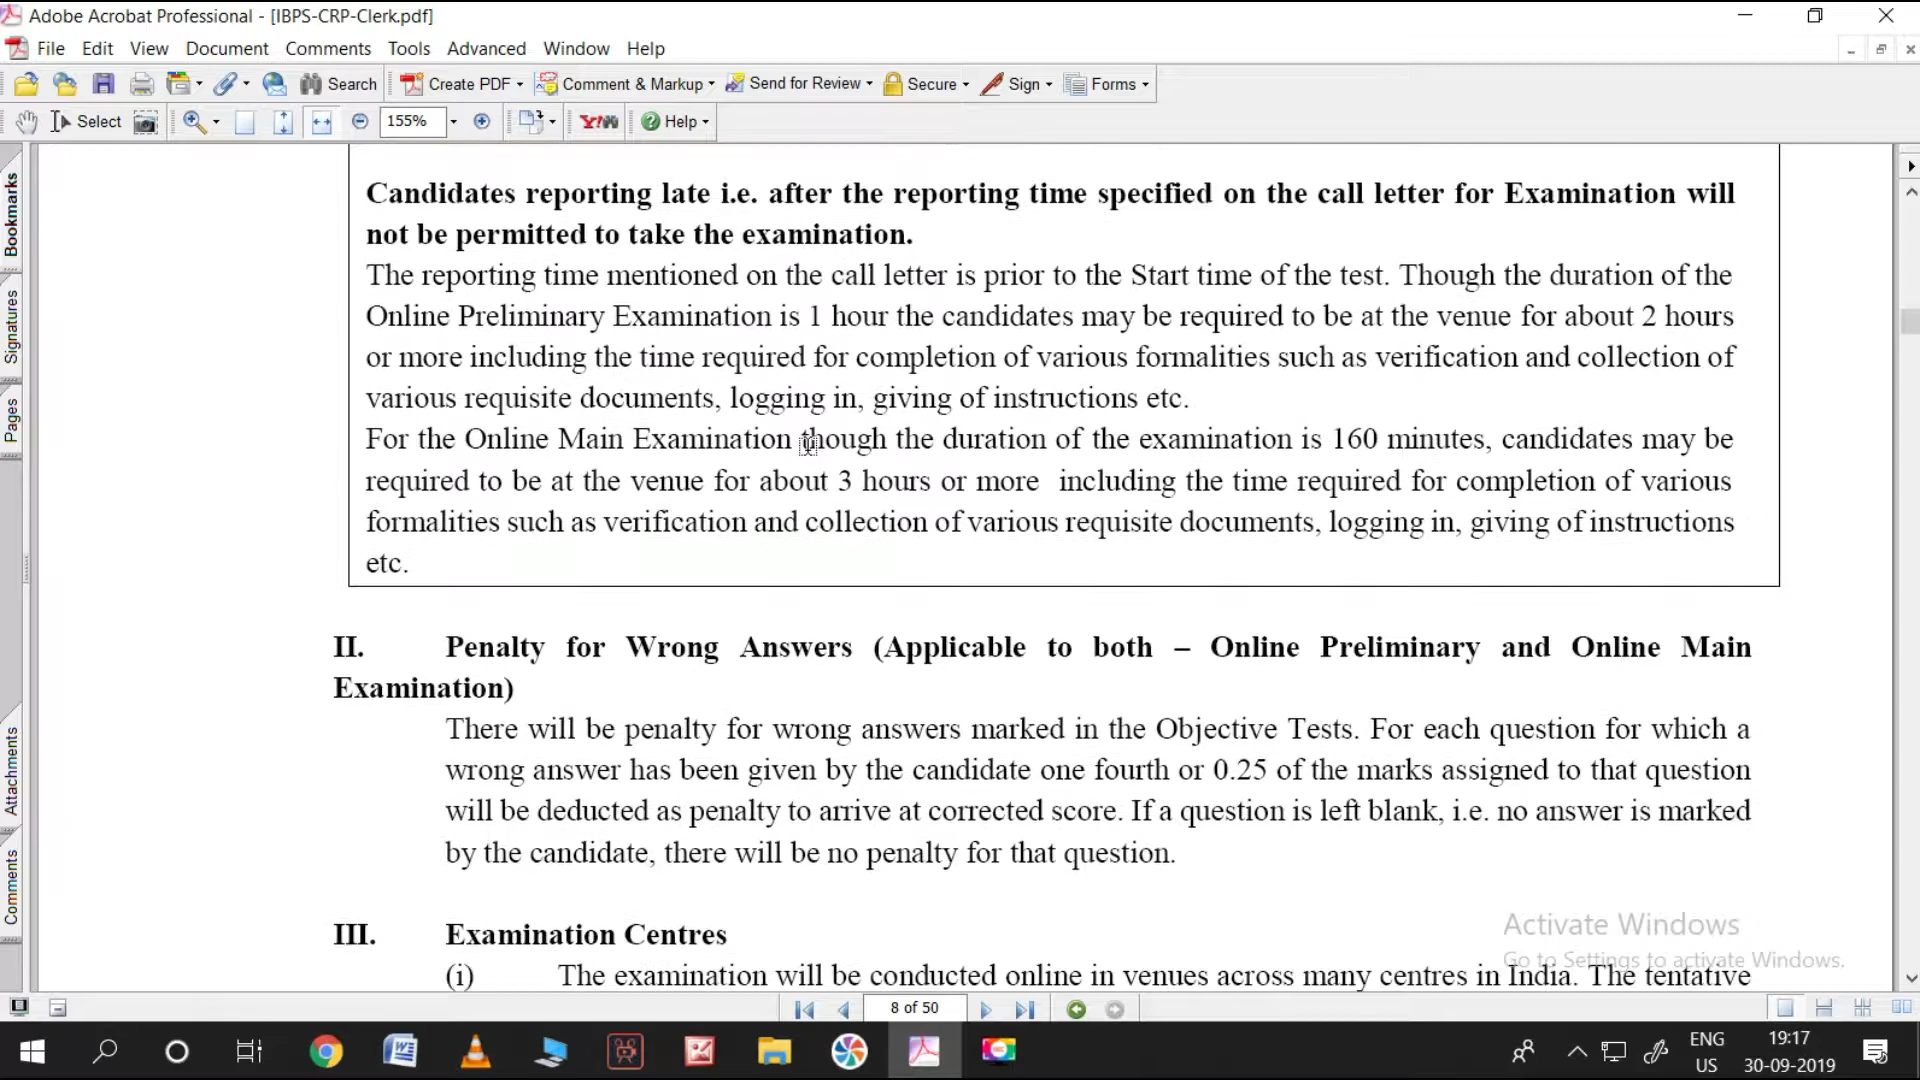 Adobe Acrobat Professional - [IBPS-CRP-Clerk.pdf]
File Edit View Document Comments Tools Advanced Window Help
Search Create PDF Comment & Markup Send for Review Secure Sign Forms
Select 155% Y! Help
Bookmarks
Signatures
Pages
Attachments
Comments
Candidates reporting late i.e. after the reporting time specified on the call letter for Examination will
not be permitted to take the examination.
The reporting time mentioned on the call letter is prior to the Start time of the test. Though the duration of the
Online Preliminary Examination is 1 hour the candidates may be required to be at the venue for about 2 hours
or more including the time required for completion of various formalities such as verification and collection of
various requisite documents, logging in, giving of instructions etc.
For the Online Main Examination though the duration of the examination is 160 minutes, candidates may be
required to be at the venue for about 3 hours or more including the time required for completion of various
formalities such as verification and collection of various requisite documents, logging in, giving of instructions
etc.
II. Penalty for Wrong Answers (Applicable to both – Online Preliminary and Online Main
Examination)
There will be penalty for wrong answers marked in the Objective Tests. For each question for which a
wrong answer has been given by the candidate one fourth or 0.25 of the marks assigned to that question
will be deducted as penalty to arrive at corrected score. If a question is left blank, i.e. no answer is marked
by the candidate, there will be no penalty for that question.
III. Examination Centres
(i) The examination will be conducted online in venues across many centres in India. The tentative
Activate Windows
Go to Settings to activate Windows.
8 of 50
ENG
US
19:17
30-09-2019